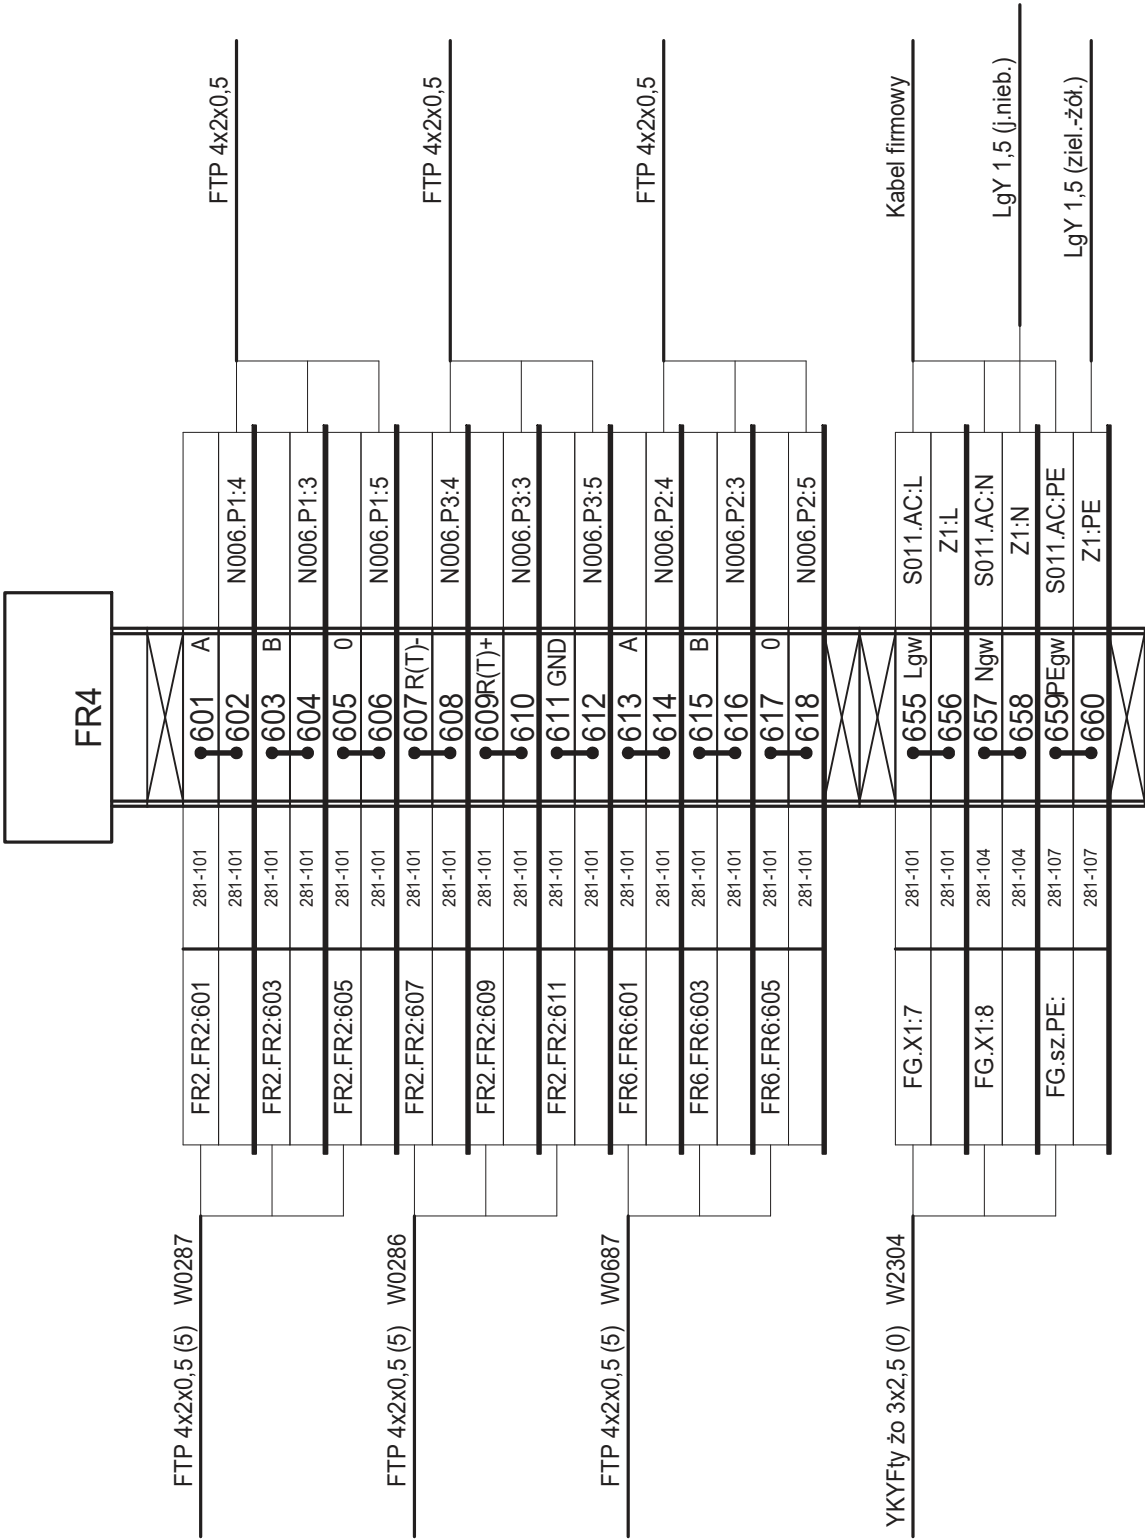 FR4
FTP 4x2x0,5
FTP 4x2x0,5
FTP 4x2x0,5
Kabel firmowy
LgY 1,5 (j.nieb.)
LgY 1,5 (ziel.-żół.)
FTP 4x2x0,5 (5) W0287
FTP 4x2x0,5 (5) W0286
FTP 4x2x0,5 (5) W0687
YKYFty żo 3x2,5 (0) W2304
FR2.FR2:601 281-101 601 A
281-101 602 N006.P1:4
FR2.FR2:603 281-101 603 B
281-101 604 N006.P1:3
FR2.FR2:605 281-101 605 0
281-101 606 N006.P1:5
FR2.FR2:607 281-101 607 R(T)-
281-101 608 N006.P3:4
FR2.FR2:609 281-101 609 R(T)+
281-101 610 N006.P3:3
FR2.FR2:611 281-101 611 GND
281-101 612 N006.P3:5
FR6.FR6:601 281-101 613 A
281-101 614 N006.P2:4
FR6.FR6:603 281-101 615 B
281-101 616 N006.P2:3
FR6.FR6:605 281-101 617 0
281-101 618 N006.P2:5
FG.X1:7 281-101 655 Lgw S011.AC:L
281-101 656 Z1:L
FG.X1:8 281-104 657 Ngw S011.AC:N
281-104 658 Z1:N
FG.sz.PE: 281-107 659 PEgw S011.AC:PE
281-107 660 Z1:PE